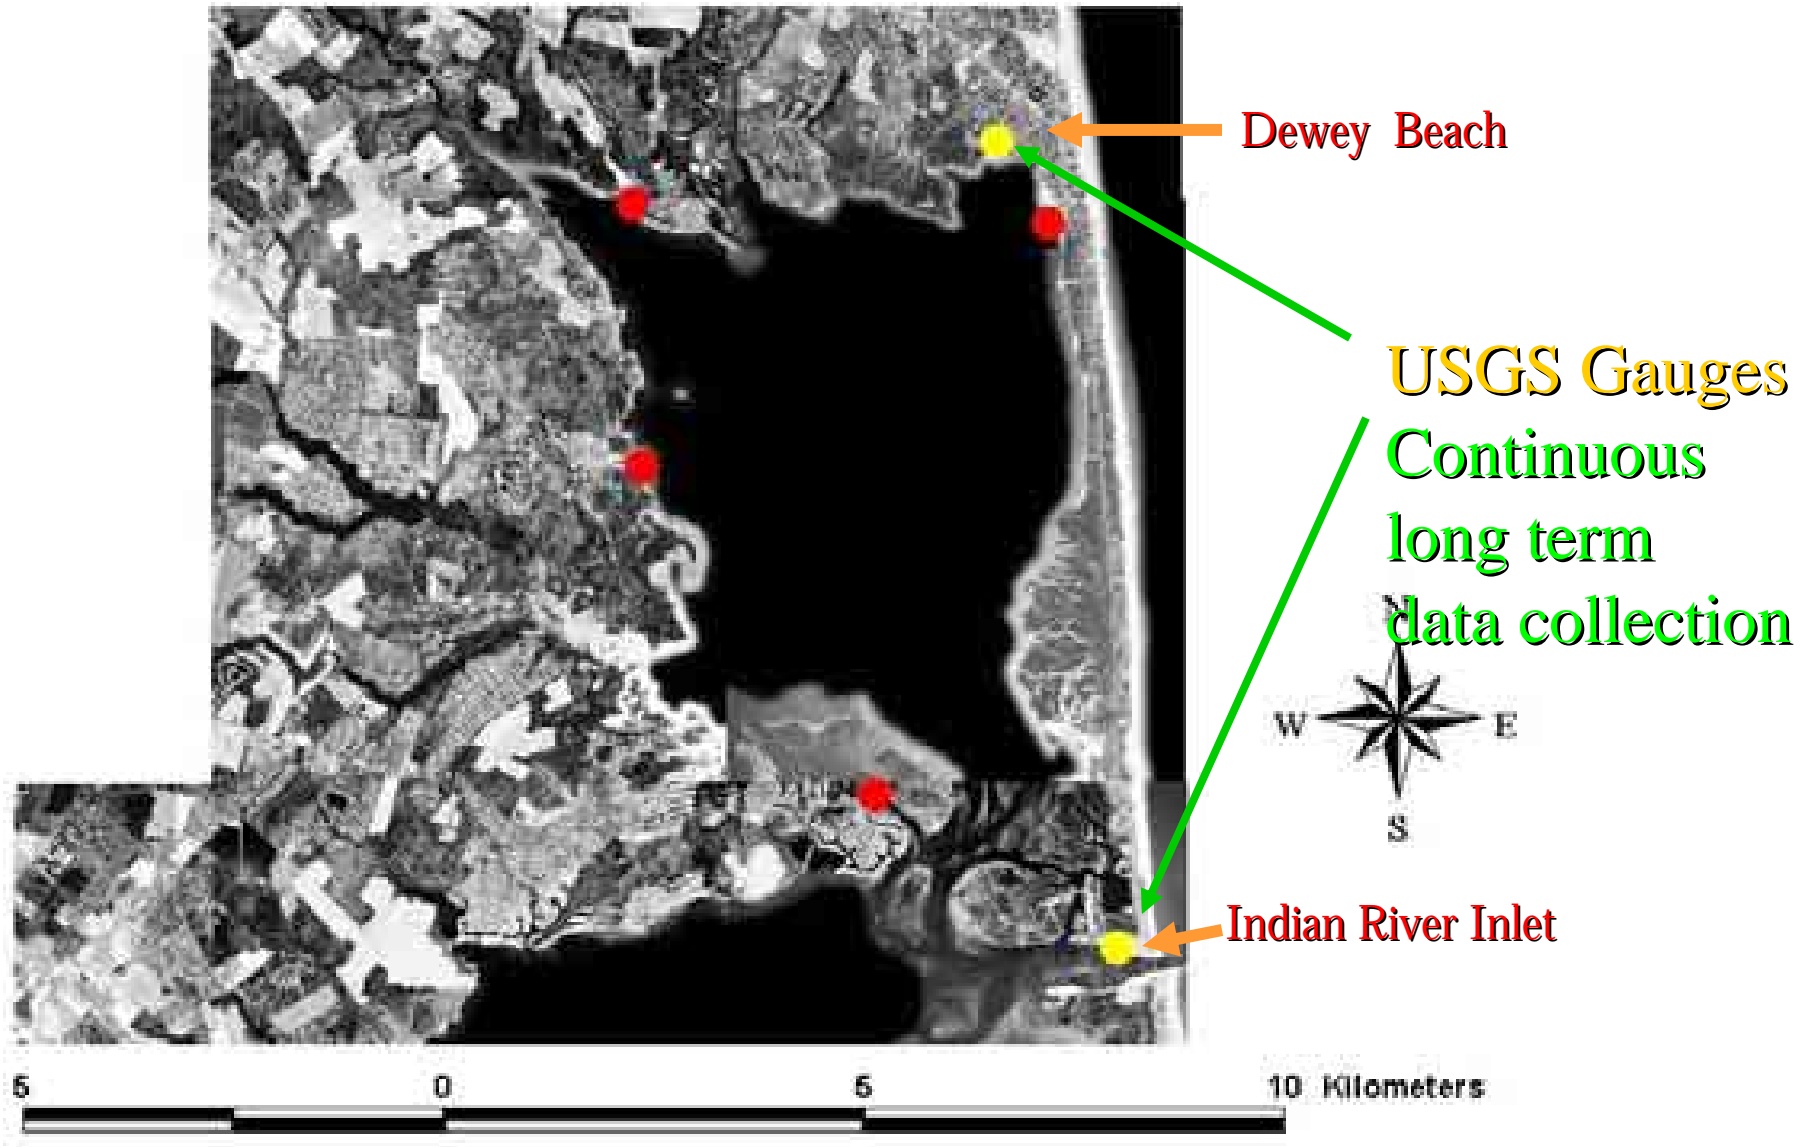 Dewey Beach
USGS Gauges
Continuous
long term
data collection
N
W E
S
Indian River Inlet
5 0 5 10 Kilometers